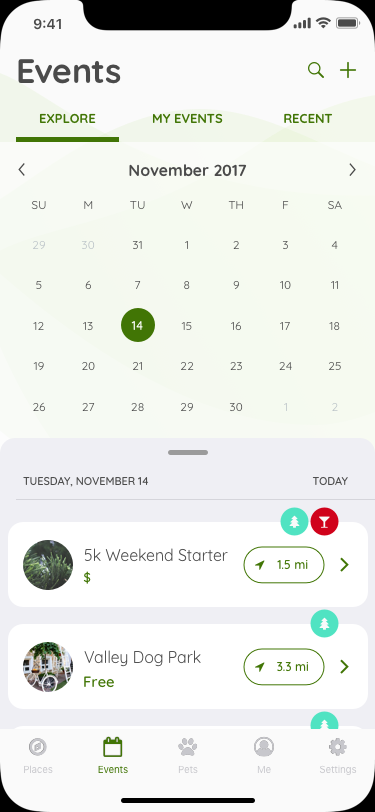 9:41
Events
EXPLORE MY EVENTS RECENT
November 2017
SU M TU W TH F SA
29 30 31 1 2 3 4
5 6 7 8 9 10 11
12 13 14 15 16 17 18
19 20 21 22 23 24 25
26 27 28 29 30 1 2
TUESDAY, NOVEMBER 14 TODAY
5k Weekend Starter
1.5 mi
$
Valley Dog Park
3.3 mi
Free
Places Events Pets Me Settings